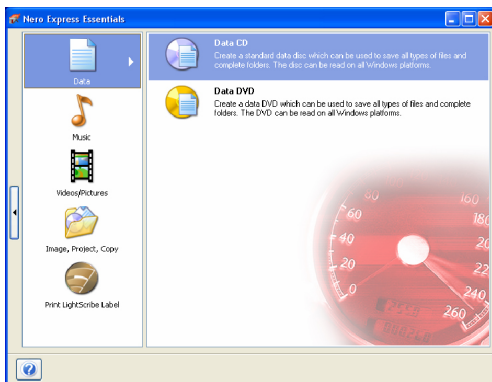 Nero Express Essentials
Data
Music
Videos/Pictures
Image, Project, Copy
Print LightScribe Label
Data CD
Create a standard data disc which can be used to save all types of files and
complete folders. The disc can be read on all Windows platforms.
Data DVD
Create a data DVD which can be used to save all types of files and complete
folders. The DVD can be read on all Windows platforms.
0
20
40
60
80
160
180
20
22
240
260
?